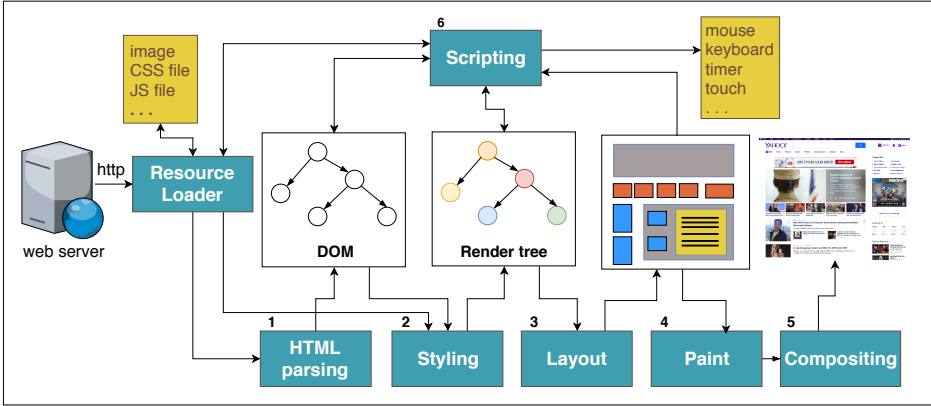 6
Scripting
image
CSS file
JS file
. . .
mouse
keyboard
timer
touch
. . .
http
Resource
Loader
web server
DOM
Render tree
YAHOO!
1
HTML
parsing
2
Styling
3
Layout
4
Paint
5
Compositing